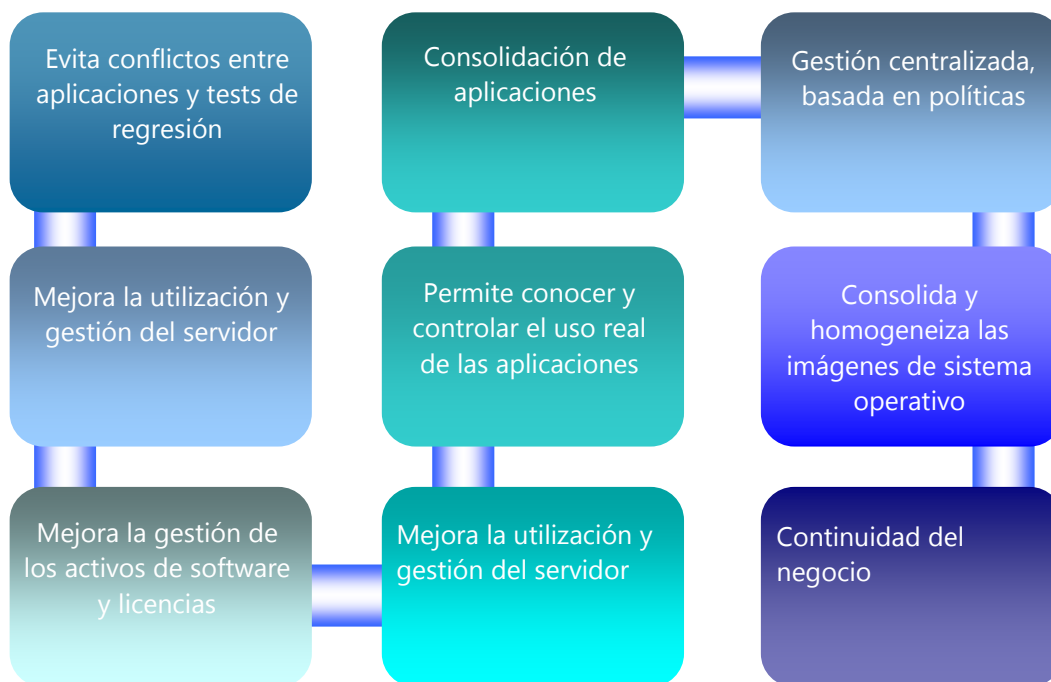 Evita conflictos entre
aplicaciones y tests de
regresión
Mejora la utilización y
gestión del servidor
Mejora la gestión de
los activos de software
y licencias
Mejora la utilización y
gestión del servidor
Permite conocer y
controlar el uso real
de las aplicaciones
Consolidación de
aplicaciones
Gestión centralizada,
basada en políticas
Consolida y
homogeneiza las
imágenes de sistema
operativo
Continuidad del
negocio